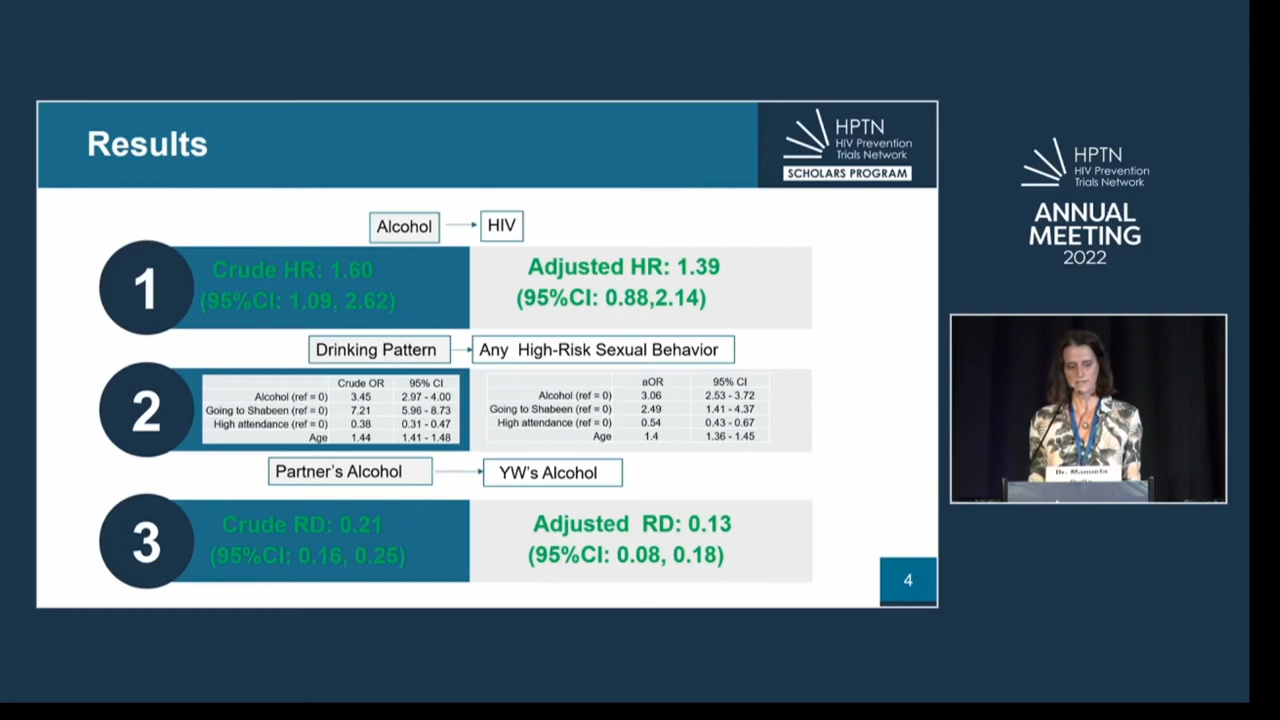 Results
HPTN
HIV Prevention
Trials Network
SCHOLARS PROGRAM
Alcohol
HIV
1
Crude HR: 1.60
(95%CI: 1.09, 2.62)
Adjusted HR: 1.39
(95%CI: 0.88,2.14)
Drinking Pattern
Any High-Risk Sexual Behavior
2
Crude OR 95% CI
Alcohol (ref = 0) 3.45 2.97 - 4.00
Going to Shabeen (ref = 0) 7.21 5.96 - 8.73
High attendance (ref = 0) 0.38 0.31 - 0.47
Age 1.44 1.41 - 1.48
aOR 95% CI
Alcohol (ref = 0) 3.06 2.53 - 3.72
Going to Shabeen (ref = 0) 2.49 1.41 - 4.37
High attendance (ref = 0) 0.54 0.43 - 0.67
Age 1.4 1.36 - 1.45
Partner's Alcohol
YW's Alcohol
3
Crude RD: 0.21
(95%CI: 0.16, 0.25)
Adjusted RD: 0.13
(95%CI: 0.08, 0.18)
4
HPTN
HIV Prevention
Trials Network
ANNUAL
MEETING
2022
Dr. Manuela